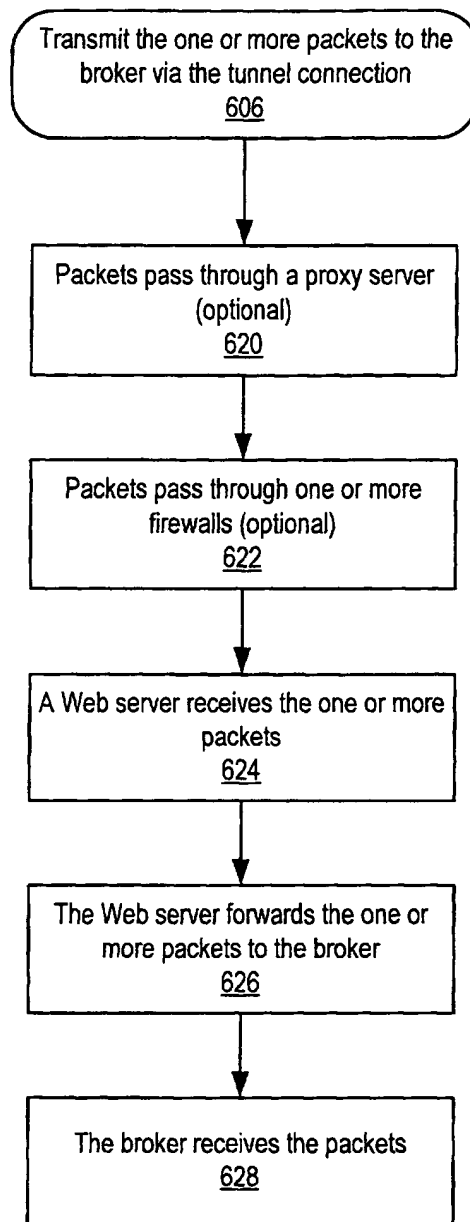 Transmit the one or more packets to the
broker via the tunnel connection
606
Packets pass through a proxy server
(optional)
620
Packets pass through one or more
firewalls (optional)
622
A Web server receives the one or more
packets
624
The Web server forwards the one or
more packets to the broker
626
The broker receives the packets
628